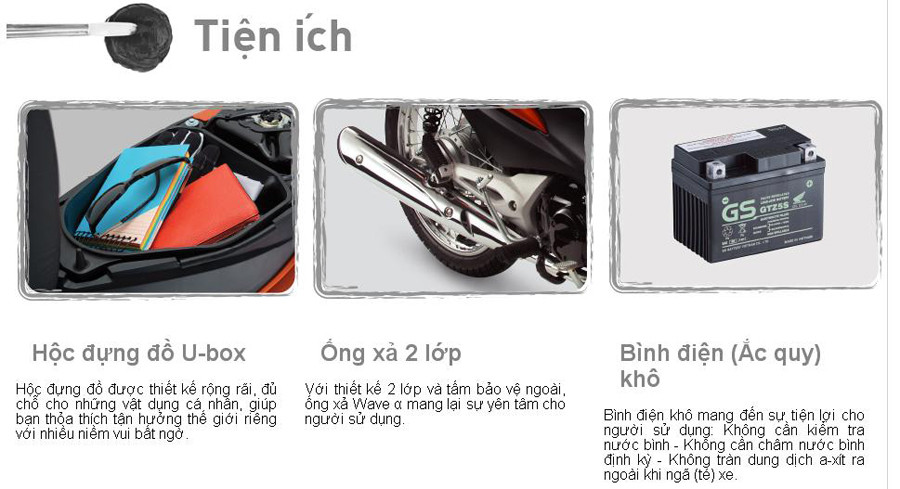 Tiện ích
GS
GTZ5S
Hộc đựng đồ U-box
Hộc đựng đồ được thiết kế rộng rãi, đủ
chỗ cho những vật dụng cá nhân, giúp
bạn thỏa thích tận hưởng thế giới riêng
với nhiều niềm vui bất ngờ.
Ống xả 2 lớp
Với thiết kế 2 lớp và tấm bảo vệ ngoài,
ống xả Wave α mang lại sự yên tâm cho
người sử dụng.
Bình điện (Ắc quy)
khô
Bình điện khô mang đến sự tiện lợi cho
người sử dụng: Không cần kiểm tra
nước bình - Không cần châm nước bình
định kỳ - Không tràn dung dịch a-xít ra
ngoài khi ngã (té) xe.